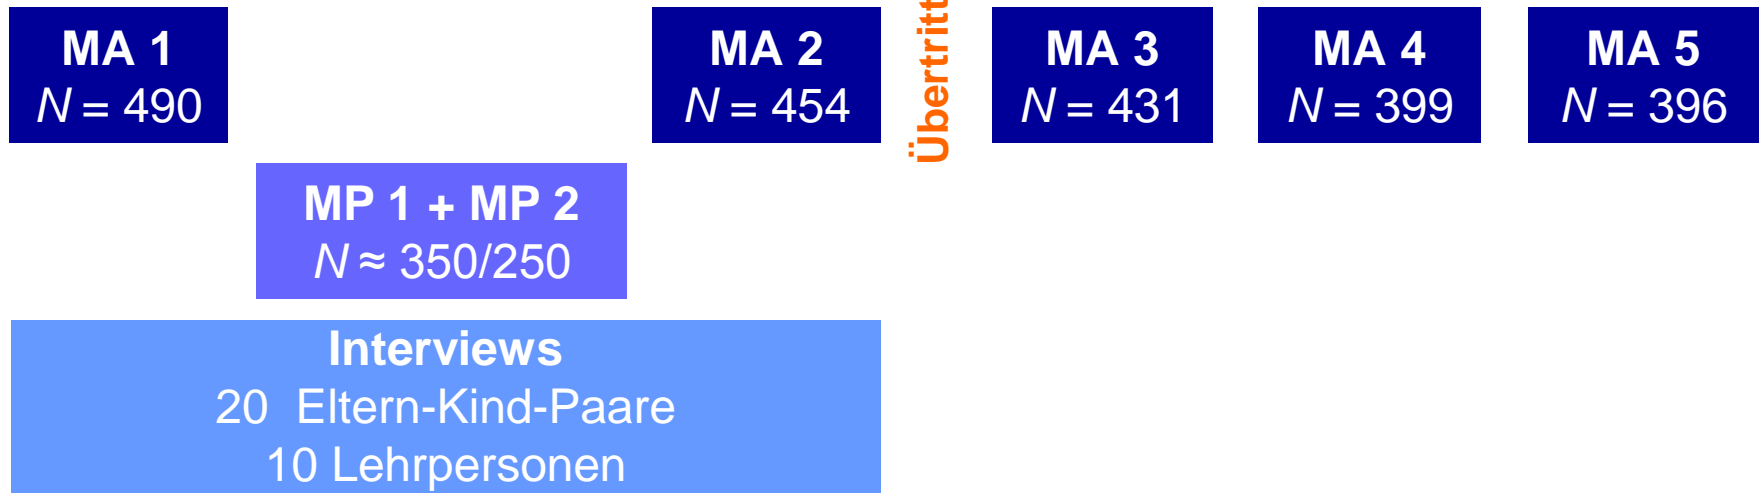 MA 1
N = 490
MA 2
N = 454
Übertritt
MA 3
N = 431
MA 4
N = 399
MA 5
N = 396
MP 1 + MP 2
N ≈ 350/250
Interviews
20 Eltern-Kind-Paare
10 Lehrpersonen